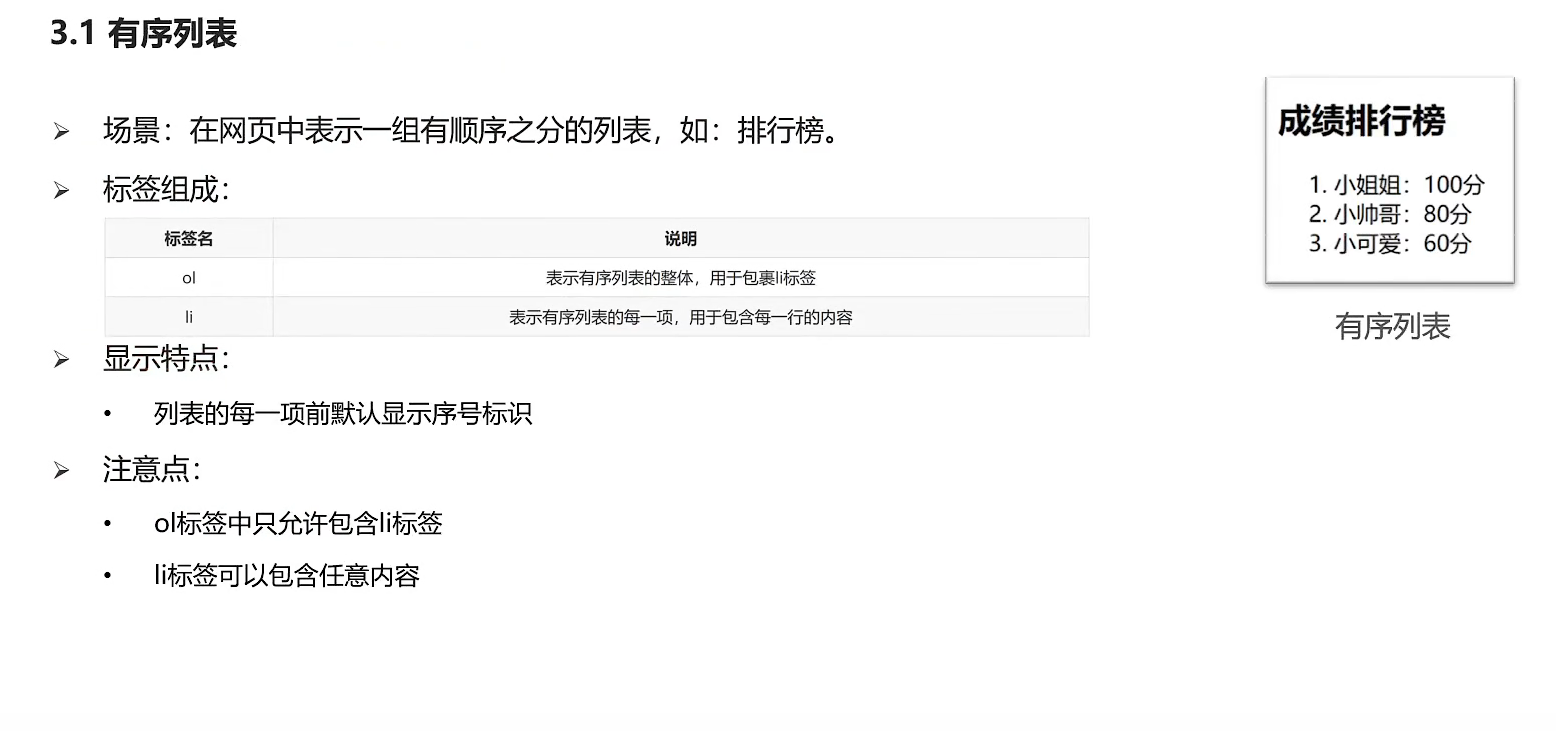 3.1 有序列表
场景：在网页中表示一组有顺序之分的列表，如：排行榜。
标签组成：
标签名 说明
ol 表示有序列表的整体，用于包裹li标签
li 表示有序列表的每一项，用于包含每一行的内容
显示特点：
• 列表的每一项前默认显示序号标识
注意点：
• ol标签中只允许包含li标签
• li标签可以包含任意内容
成绩排行榜
1. 小姐姐：100分
2. 小帅哥：80分
3. 小可爱：60分
有序列表